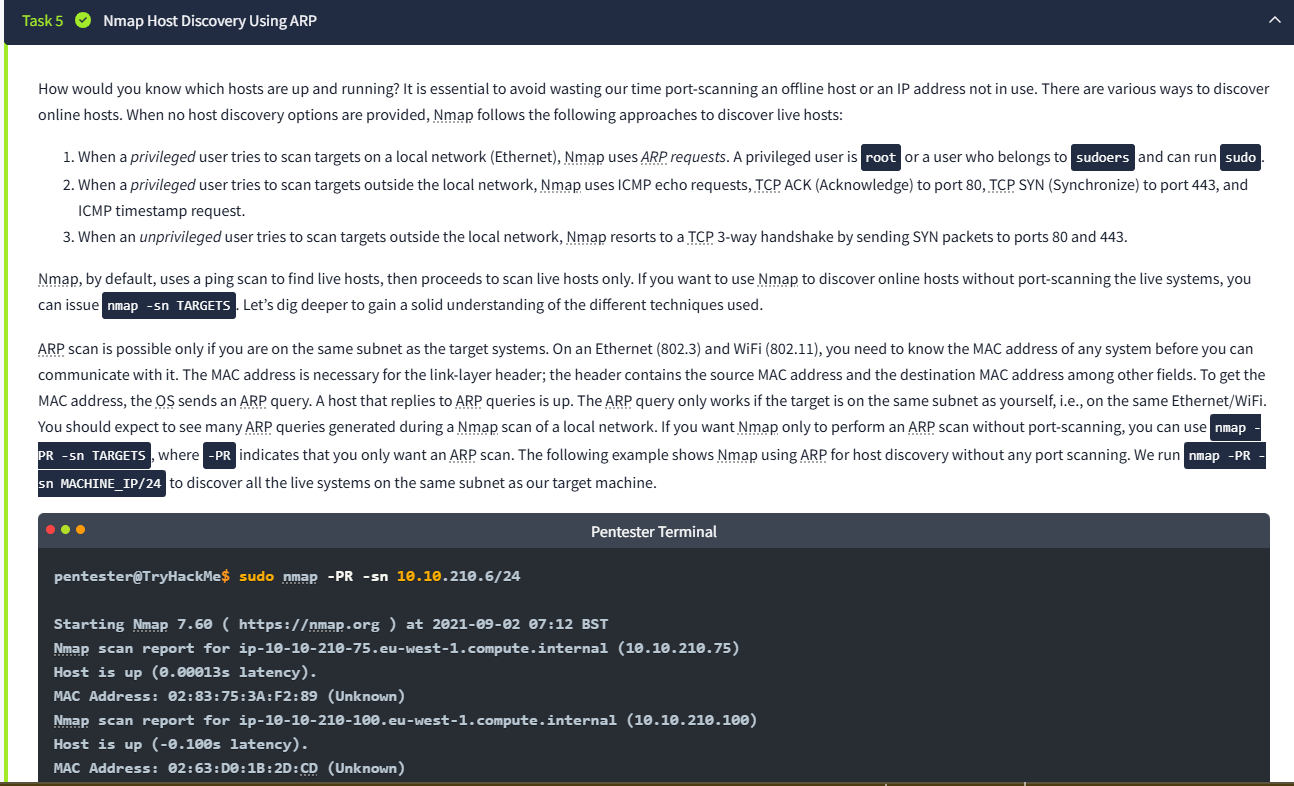 Task 5 Nmap Host Discovery Using ARP
How would you know which hosts are up and running? It is essential to avoid wasting our time port-scanning an offline host or an IP address not in use. There are various ways to discover
online hosts. When no host discovery options are provided, Nmap follows the following approaches to discover live hosts:
1. When a privileged user tries to scan targets on a local network (Ethernet), Nmap uses ARP requests. A privileged user is root or a user who belongs to sudoers and can run sudo.
2. When a privileged user tries to scan targets outside the local network, Nmap uses ICMP echo requests, TCP ACK (Acknowledge) to port 80, TCP SYN (Synchronize) to port 443, and
ICMP timestamp request.
3. When an unprivileged user tries to scan targets outside the local network, Nmap resorts to a TCP 3-way handshake by sending SYN packets to ports 80 and 443.
Nmap, by default, uses a ping scan to find live hosts, then proceeds to scan live hosts only. If you want to use Nmap to discover online hosts without port-scanning the live systems, you
can issue nmap -sn TARGETS. Let’s dig deeper to gain a solid understanding of the different techniques used.
ARP scan is possible only if you are on the same subnet as the target systems. On an Ethernet (802.3) and WiFi (802.11), you need to know the MAC address of any system before you can
communicate with it. The MAC address is necessary for the link-layer header; the header contains the source MAC address and the destination MAC address among other fields. To get the
MAC address, the OS sends an ARP query. A host that replies to ARP queries is up. The ARP query only works if the target is on the same subnet as yourself, i.e., on the same Ethernet/WiFi.
You should expect to see many ARP queries generated during a Nmap scan of a local network. If you want Nmap only to perform an ARP scan without port-scanning, you can use nmap -
PR -sn TARGETS, where -PR indicates that you only want an ARP scan. The following example shows Nmap using ARP for host discovery without any port scanning. We run nmap -PR -
sn MACHINE_IP/24 to discover all the live systems on the same subnet as our target machine.
Pentester Terminal
pentester@TryHackMe$ sudo nmap -PR -sn 10.10.210.6/24
Starting Nmap 7.60 ( https://nmap.org ) at 2021-09-02 07:12 BST
Nmap scan report for ip-10-10-210-75.eu-west-1.compute.internal (10.10.210.75)
Host is up (0.00013s latency).
MAC Address: 02:83:75:3A:F2:89 (Unknown)
Nmap scan report for ip-10-10-210-100.eu-west-1.compute.internal (10.10.210.100)
Host is up (-0.100s latency).
MAC Address: 02:63:D0:1B:2D:CD (Unknown)